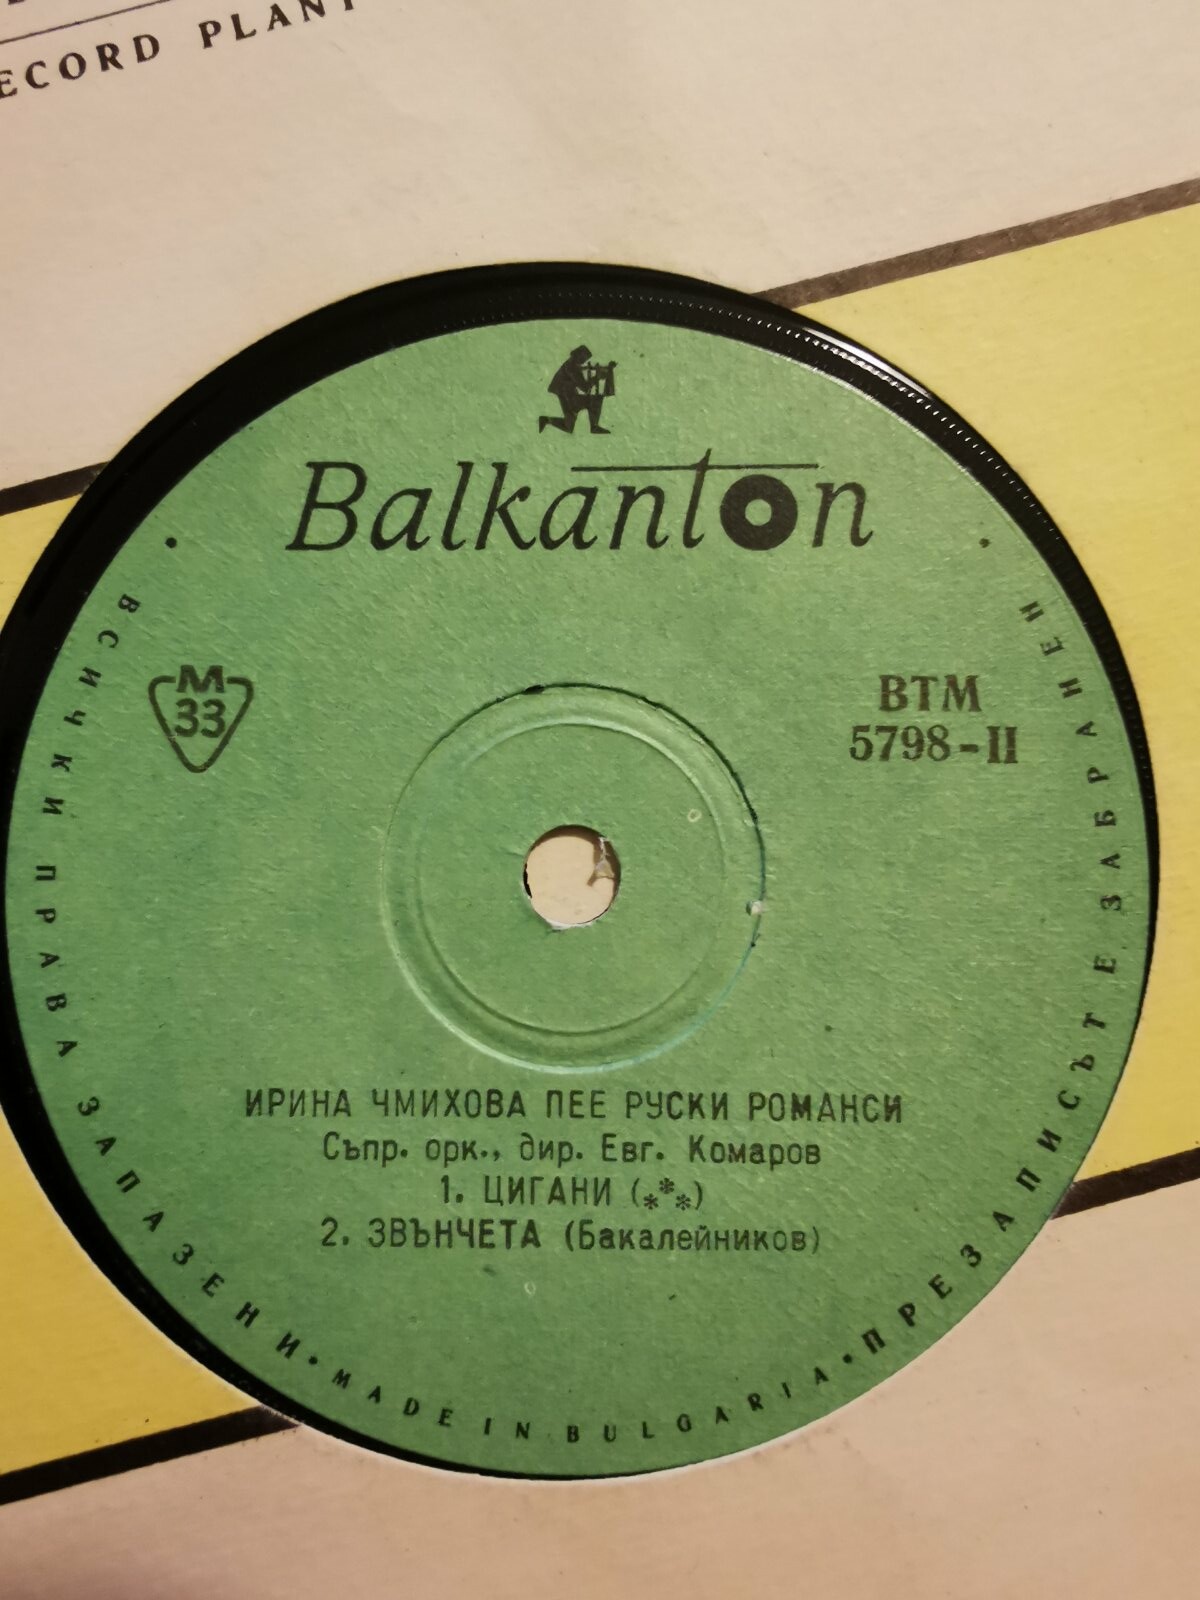 ECORD PLANT
Balkanton
М
33
ВТМ
5798-II
ИРИНА ЧМИХОВА ПЕЕ РУСКИ РОМАНСИ
Съпр. орк., дир. Евг. Комаров
1. ЦИГАНИ (***)
2. ЗВЪНЧЕТА (Бакалейников)
• ВСИЧКИ ПРАВА ЗАПАЗЕНИ • MADE IN BULGARIA • ПРЕЗАПИСЪТ Е ЗАБРАНЕН •